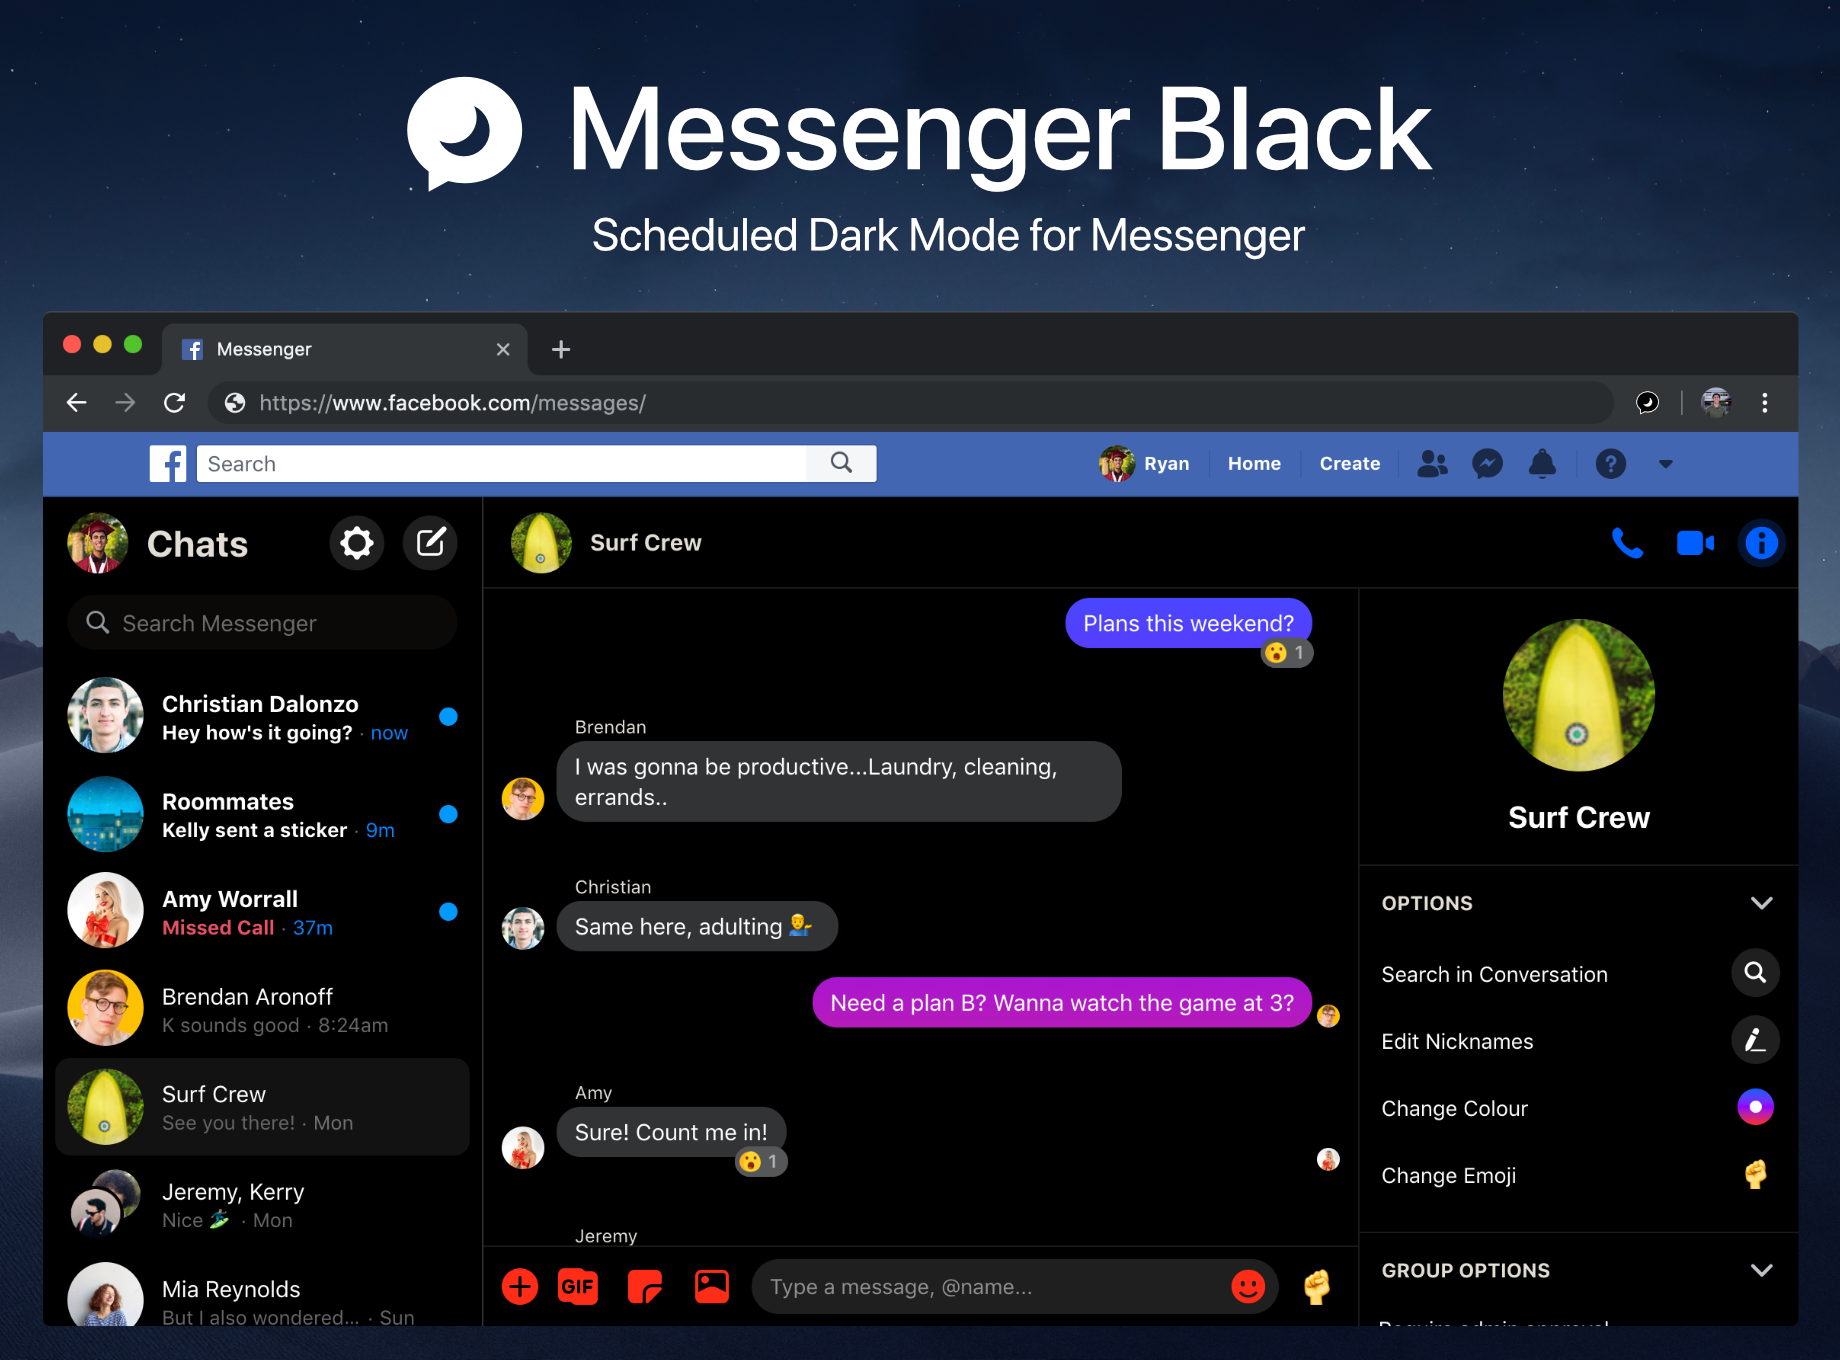 Messenger Black
Scheduled Dark Mode for Messenger
Messenger
https://www.facebook.com/messages/
Search
Ryan
Home
Create
Chats
Search Messenger
Christian Dalonzo
Hey how's it going? · now
Roommates
Kelly sent a sticker · 9m
Amy Worrall
Missed Call · 37m
Brendan Aronoff
K sounds good · 8:24am
Surf Crew
See you there! · Mon
Jeremy, Kerry
Nice 🏄 · Mon
Mia Reynolds
But I also wondered... · Sun
Surf Crew
Plans this weekend?
😮 1
Brendan
I was gonna be productive...Laundry, cleaning,
errands..
Christian
Same here, adulting 💁‍♂️
Need a plan B? Wanna watch the game at 3?
Amy
Sure! Count me in!
😮 1
Jeremy
GIF
Type a message, @name...
Surf Crew
OPTIONS
Search in Conversation
Edit Nicknames
Change Colour
Change Emoji
GROUP OPTIONS
Require admin approval